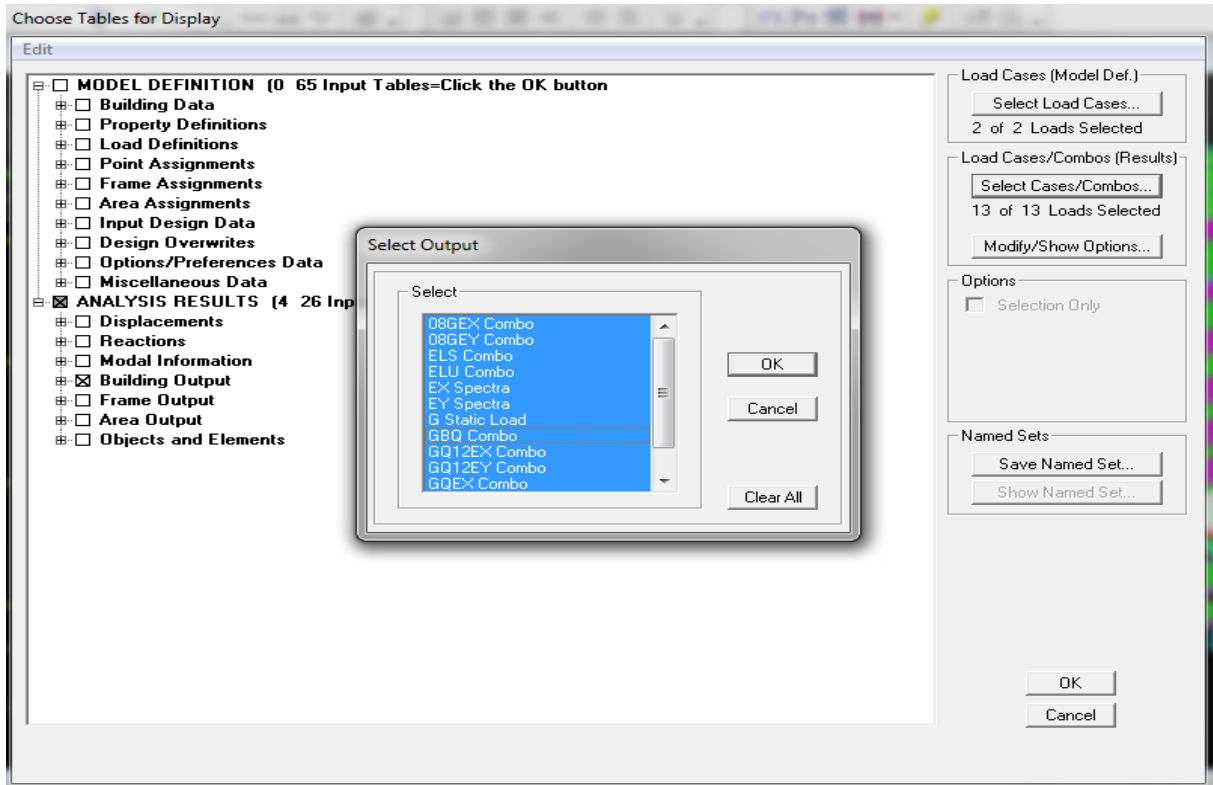 Choose Tables for Display
Edit
MODEL DEFINITION (0 65 Input Tables=Click the OK button
Building Data
Property Definitions
Load Definitions
Point Assignments
Frame Assignments
Area Assignments
Input Design Data
Design Overwrites
Options/Preferences Data
Miscellaneous Data
ANALYSIS RESULTS (4 26 Inp
Displacements
Reactions
Modal Information
Building Output
Frame Output
Area Output
Objects and Elements
Select Output
Select
08GEX Combo
08GEY Combo
ELS Combo
ELU Combo
EX Spectra
EY Spectra
G Static Load
GBQ Combo
GQ12EX Combo
GQ12EY Combo
GQEX Combo
OK
Cancel
Clear All
Load Cases (Model Def.)
Select Load Cases...
2 of 2 Loads Selected
Load Cases/Combos (Results)
Select Cases/Combos...
13 of 13 Loads Selected
Modify/Show Options...
Options
Selection Only
Named Sets
Save Named Set...
Show Named Set...
OK
Cancel